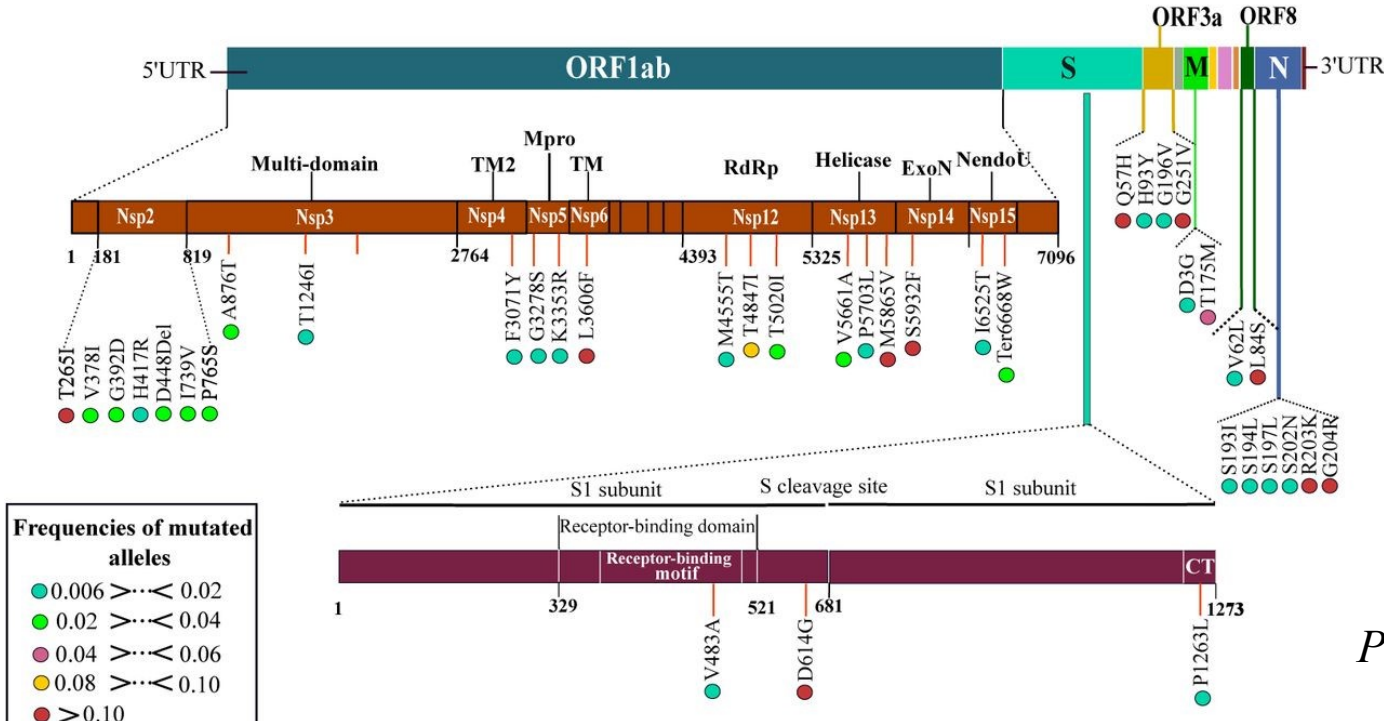 ORF3a ORF8
5'UTR ORF1ab S M N 3'UTR
Multi-domain TM2 Mpro TM RdRp Helicase ExoN NendoU
Nsp2 Nsp3 Nsp4 Nsp5 Nsp6 Nsp12 Nsp13 Nsp14 Nsp15
1 181 819 2764 4393 5325 7096
T265I
V378I
G392D
H417R
D448Del
I739V
P765S
A876T
T1246I
F3071Y
G3278S
K3353R
L3606F
M4555T
T4847I
T5020I
V5661A
P5703L
M5865V
S5932F
I6525T
Ter6668W
Q57H
H93Y
G196V
G251V
D3G
T175M
V62L
L84S
S193I
S194L
S197L
S202N
R203K
G204R
S1 subunit S cleavage site S1 subunit
Receptor-binding domain
Receptor-binding
motif
CT
1 329 521 681 1273
V483A
D614G
P1263L
Frequencies of mutated
alleles
0.006 >···< 0.02
0.02 >···< 0.04
0.04 >···< 0.06
0.08 >···< 0.10
>0.10
P